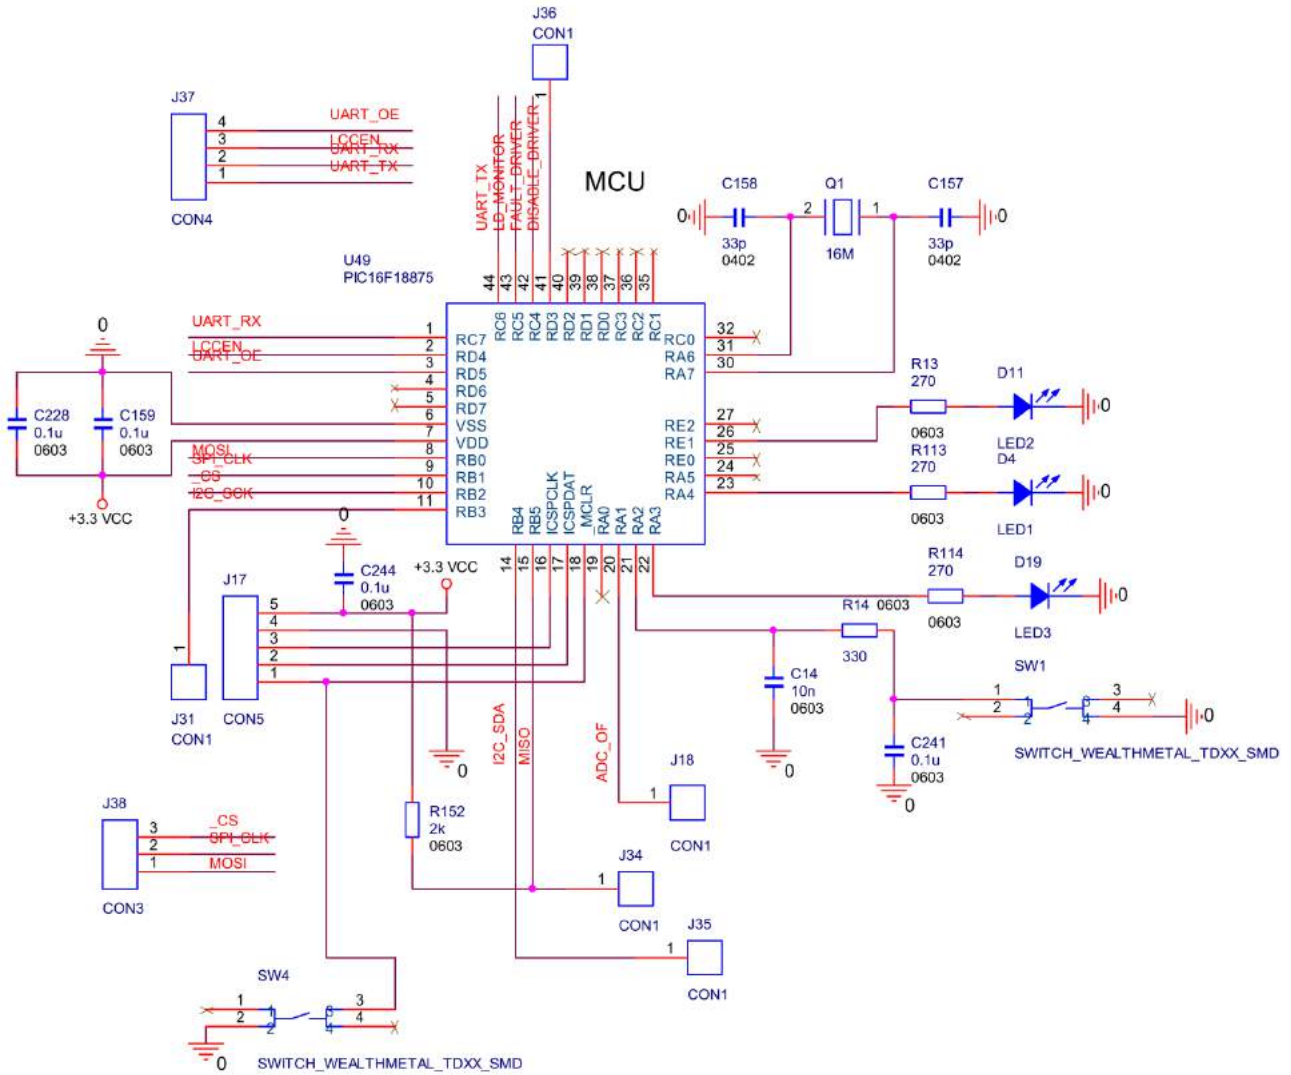 J36
CON1
1
J37
4
3
2
1
UART_OE
LCCEN
UART_RX
UART_TX
CON4
UART_TX
LD_MONITOR
FAULT_DRIVER
DISABLE_DRIVER
MCU
C158
Q1
C157
0
2
1
0
33p
0402
16M
33p
0402
U49
PIC16F18875
44
43
42
41
40
39
38
37
36
35
RC6
RC5
RC4
RD3
RD2
RD1
RD0
RC3
RC2
RC1
UART_RX
LCCEN
UART_OE
1
2
3
4
5
6
7
8
9
10
11
RC7
RD4
RD5
RD6
RD7
VSS
VDD
RB0
RB1
RB2
RB3
RC0
RA6
RA7
RE2
RE1
RE0
RA5
RA4
32
31
30
27
26
25
24
23
0
C228
0.1u
0603
C159
0.1u
0603
+3.3 VCC
MOSI
SPI_CLK
_CS
I2C_SCK
R13
270
0603
D11
LED2
0
R113
270
0603
D4
LED1
0
RB4
RB5
ICSPCLK
ICSPDAT
_MCLR
RA0
RA1
RA2
RA3
14
15
16
17
18
19
20
21
22
0
C244
0.1u
0603
+3.3 VCC
J17
5
4
3
2
1
CON5
0
1
J31
CON1
R114
270
0603
D19
LED3
0
R14 0603
330
C14
10n
0603
0
SW1
1
2
3
4
1
2
3
4
0
SWITCH_WEALTHMETAL_TDXX_SMD
C241
0.1u
0603
0
I2C_SDA
MISO
ADC_OF
J18
1
CON1
J38
3
2
1
_CS
SPI_CLK
MOSI
CON3
R152
2k
0603
J34
1
CON1
J35
1
CON1
SW4
1
2
3
4
1
2
3
4
0
SWITCH_WEALTHMETAL_TDXX_SMD